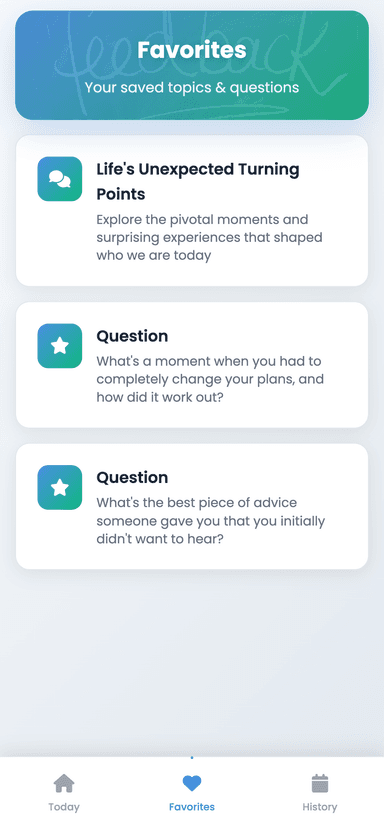 feedback
Favorites
Your saved topics & questions
Life's Unexpected Turning
Points
Explore the pivotal moments and
surprising experiences that shaped
who we are today
Question
What's a moment when you had to
completely change your plans, and
how did it work out?
Question
What's the best piece of advice
someone gave you that you initially
didn't want to hear?
Today
Favorites
History